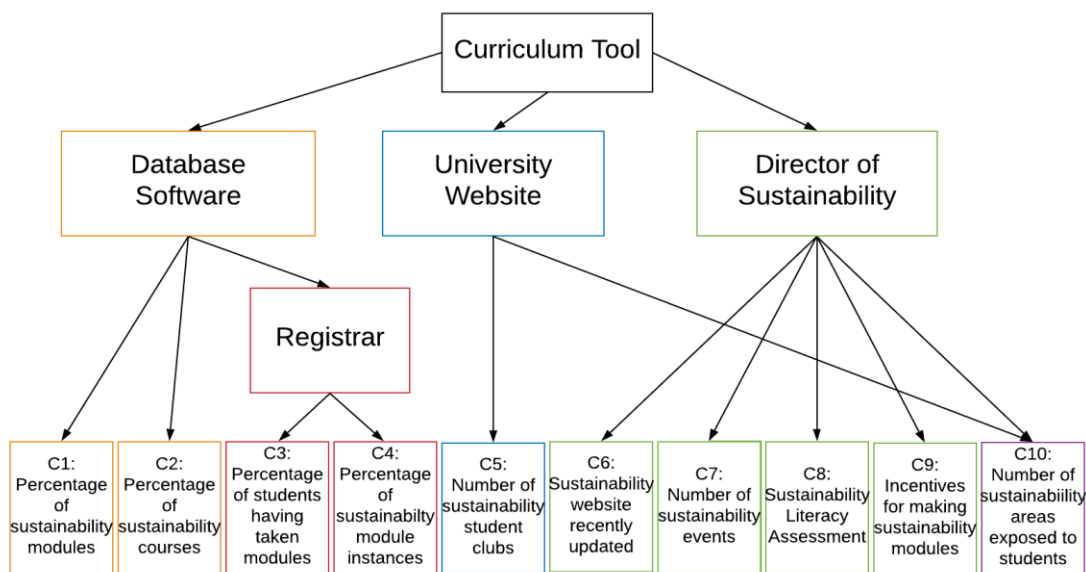 Curriculum Tool
Database
Software
University
Website
Director of
Sustainability
Registrar
C1:
Percentage
of
sustainability
modules
C2:
Percentage
of
sustainability
courses
C3:
Percentage
of students
having
taken
modules
C4:
Percentage
of
sustainabilty
module
instances
C5:
Number of
sustainability
student
clubs
C6:
Sustainability
website
recently
updated
C7:
Number of
sustainability
events
C8:
Sustainability
Literacy
Assessment
C9:
Incentives
for making
sustainability
modules
C10:
Number of
sustainabiility
areas
exposed to
students